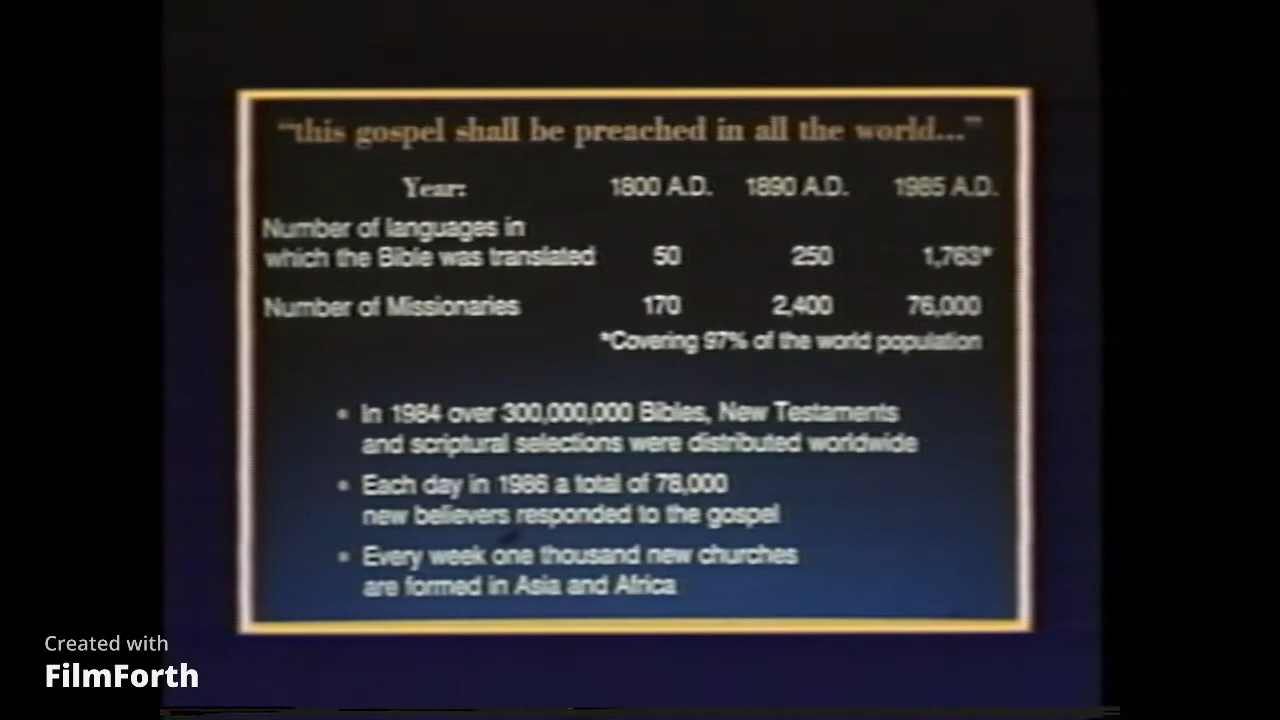 “this gospel shall be preached in all the world...”
Year: 1800 A.D. 1890 A.D. 1985 A.D.
Number of languages in
which the Bible was translated 50 250 1,763*
Number of Missionaries 170 2,400 76,000
*Covering 97% of the world population
• In 1984 over 300,000,000 Bibles, New Testaments
and scriptural selections were distributed worldwide
• Each day in 1986 a total of 78,000
new believers responded to the gospel
• Every week one thousand new churches
are formed in Asia and Africa
Created with
FilmForth